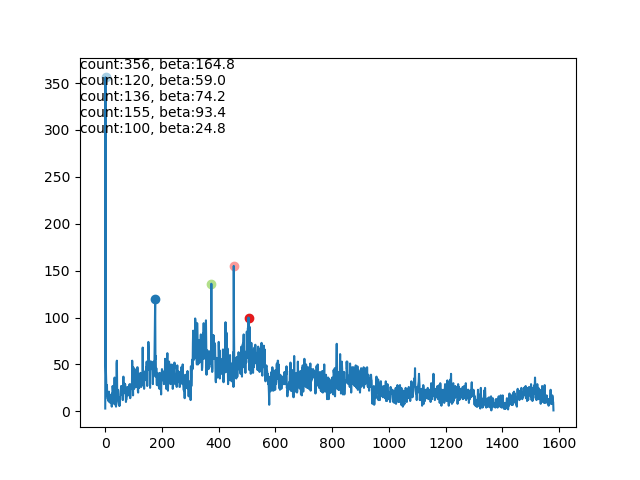 count:356, beta:164.8
count:120, beta:59.0
count:136, beta:74.2
count:155, beta:93.4
count:100, beta:24.8
350
300
250
200
150
100
50
0
0 200 400 600 800 1000 1200 1400 1600